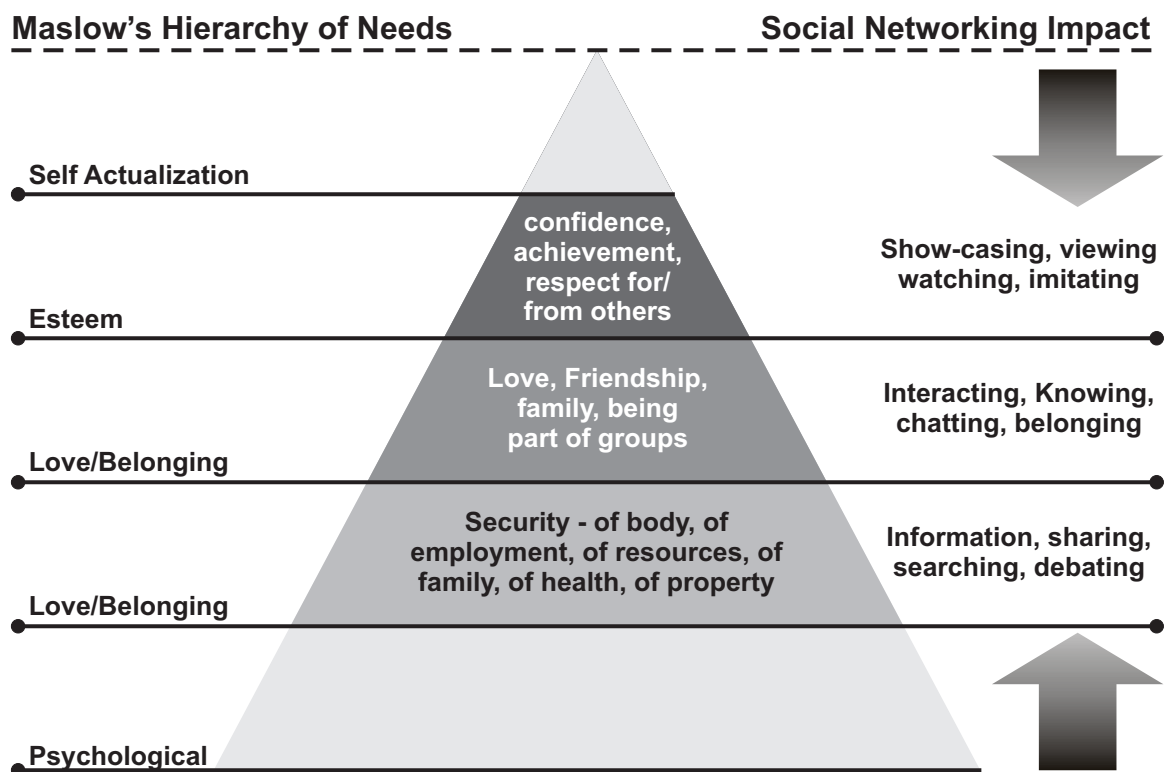 Maslow’s Hierarchy of Needs
Social Networking Impact
Self Actualization
confidence,
achievement,
respect for/
from others
Show-casing, viewing
watching, imitating
Esteem
Love, Friendship,
family, being
part of groups
Interacting, Knowing,
chatting, belonging
Love/Belonging
Security - of body, of
employment, of resources, of
family, of health, of property
Information, sharing,
searching, debating
Love/Belonging
Psychological